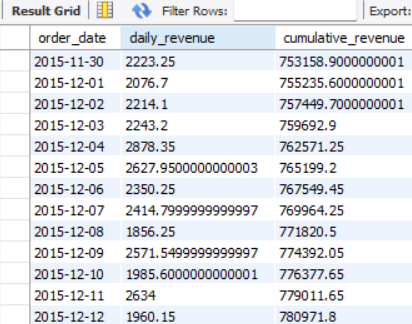 Result Grid Filter Rows: Export:
order_date daily_revenue cumulative_revenue
2015-11-30 2223.25 753158.9000000001
2015-12-01 2076.7 755235.6000000001
2015-12-02 2214.1 757449.7000000001
2015-12-03 2243.2 759692.9
2015-12-04 2878.35 762571.25
2015-12-05 2627.9500000000003 765199.2
2015-12-06 2350.25 767549.45
2015-12-07 2414.7999999999997 769964.25
2015-12-08 1856.25 771820.5
2015-12-09 2571.5499999999997 774392.05
2015-12-10 1985.6000000000001 776377.65
2015-12-11 2634 779011.65
2015-12-12 1960.15 780971.8